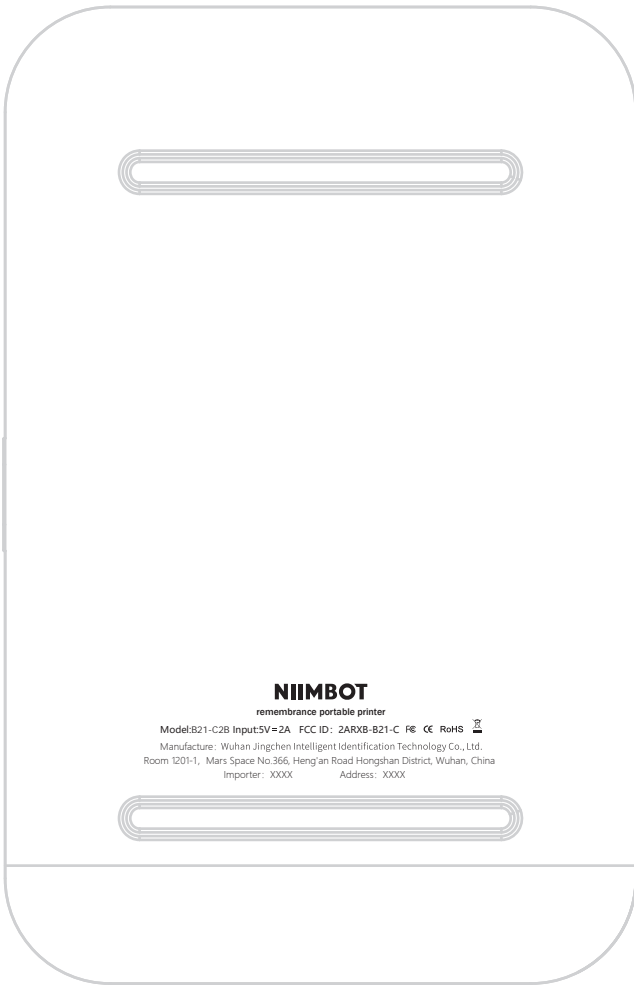 NIIMBOT
remembrance portable printer
Model:B21-C2B Input:5V=2A FCC ID: 2ARXB-B21-C FC CE RoHS
Manufacture: Wuhan Jingchen Intelligent Identification Technology Co., Ltd.
Room 1201-1, Mars Space No.366, Heng'an Road Hongshan District, Wuhan, China
Importer: XXXX Address: XXXX